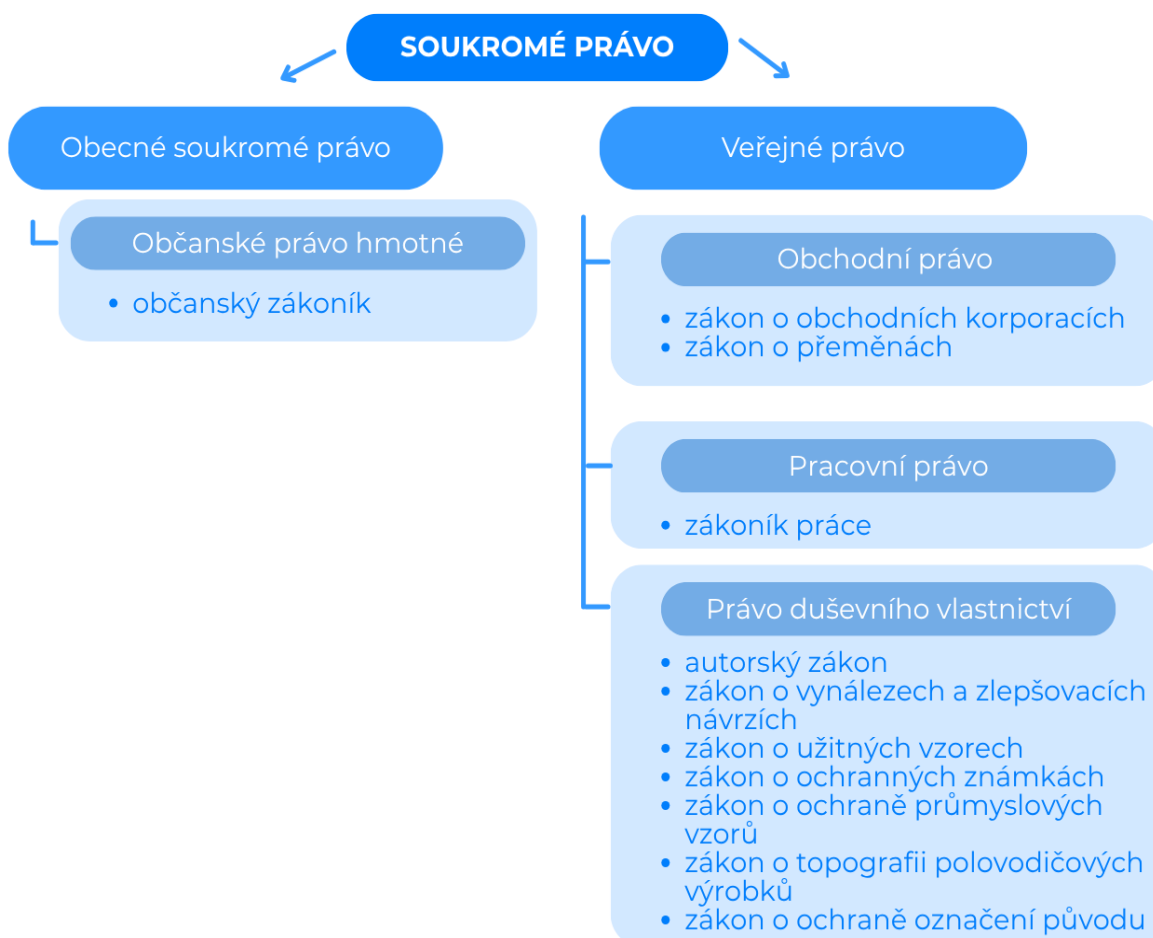 SOUKROMÉ PRÁVO
Obecné soukromé právo
Občanské právo hmotné
• občanský zákoník
Veřejné právo
Obchodní právo
• zákon o obchodních korporacích
• zákon o přeměnách
Pracovní právo
• zákoník práce
Právo duševního vlastnictví
• autorský zákon
• zákon o vynálezech a zlepšovacích
návrzích
• zákon o užitných vzorech
• zákon o ochranných známkách
• zákon o ochraně průmyslových
vzorů
• zákon o topografii polovodičových
výrobků
• zákon o ochraně označení původu